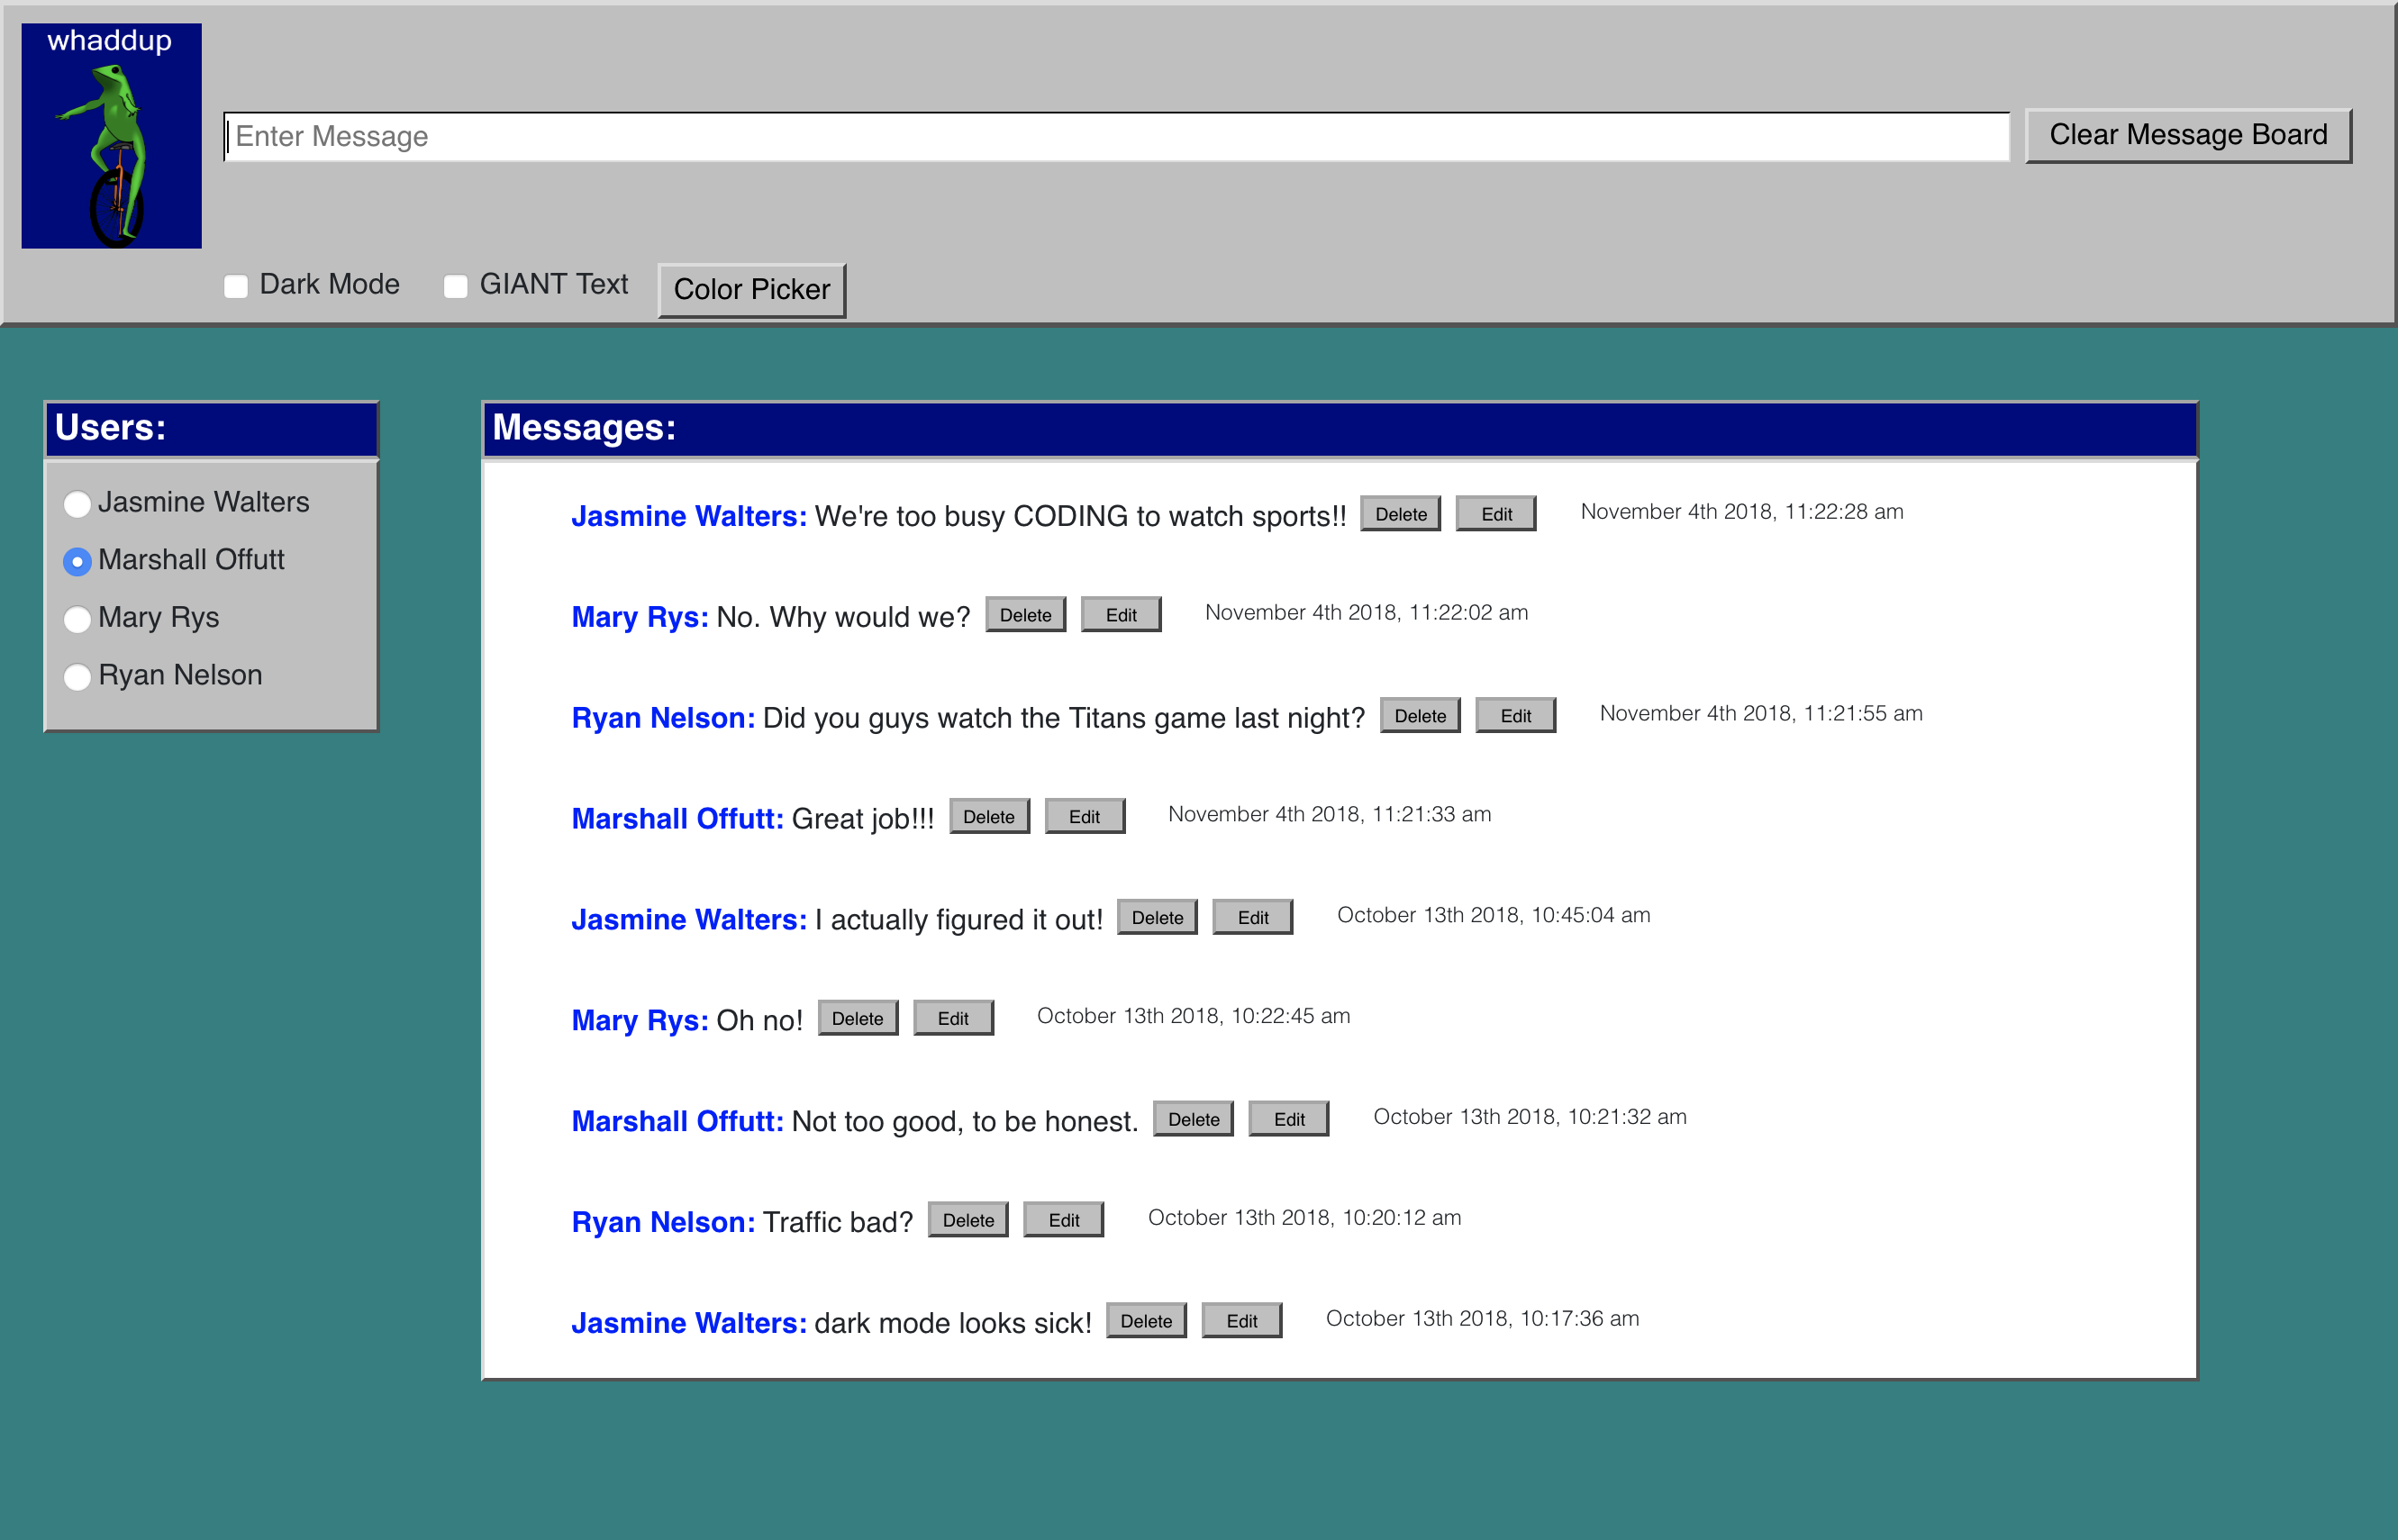 whaddup
Enter Message
Clear Message Board
Dark Mode GIANT Text Color Picker
Users:
Jasmine Walters
Marshall Offutt
Mary Rys
Ryan Nelson
Messages:
Jasmine Walters: We're too busy CODING to watch sports!! Delete Edit November 4th 2018, 11:22:28 am
Mary Rys: No. Why would we? Delete Edit November 4th 2018, 11:22:02 am
Ryan Nelson: Did you guys watch the Titans game last night? Delete Edit November 4th 2018, 11:21:55 am
Marshall Offutt: Great job!!! Delete Edit November 4th 2018, 11:21:33 am
Jasmine Walters: I actually figured it out! Delete Edit October 13th 2018, 10:45:04 am
Mary Rys: Oh no! Delete Edit October 13th 2018, 10:22:45 am
Marshall Offutt: Not too good, to be honest. Delete Edit October 13th 2018, 10:21:32 am
Ryan Nelson: Traffic bad? Delete Edit October 13th 2018, 10:20:12 am
Jasmine Walters: dark mode looks sick! Delete Edit October 13th 2018, 10:17:36 am